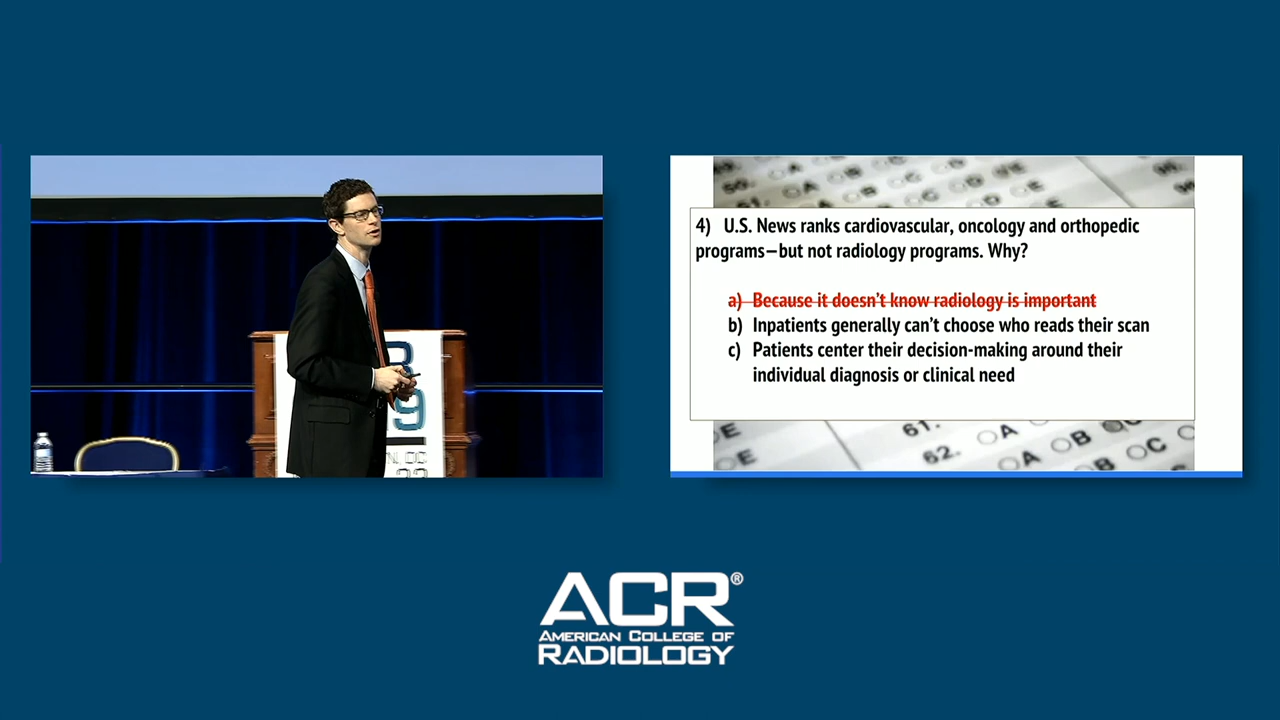 4) U.S. News ranks cardiovascular, oncology and orthopedic
programs—but not radiology programs. Why?
a) Because it doesn't know radiology is important
b) Inpatients generally can't choose who reads their scan
c) Patients center their decision-making around their
individual diagnosis or clinical need
61.
62.
A
B
C
E
ACR®
AMERICAN COLLEGE OF
RADIOLOGY